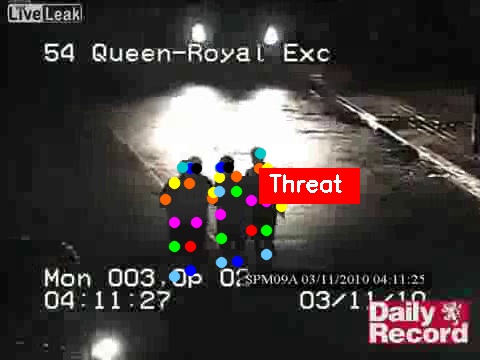 LiveLeak
54 Queen-Royal Exc
Threat
Mon 003.0p 02
SPM09A 03/11/2010 04:11:25
04:11:27 03/11/10
Daily
Record